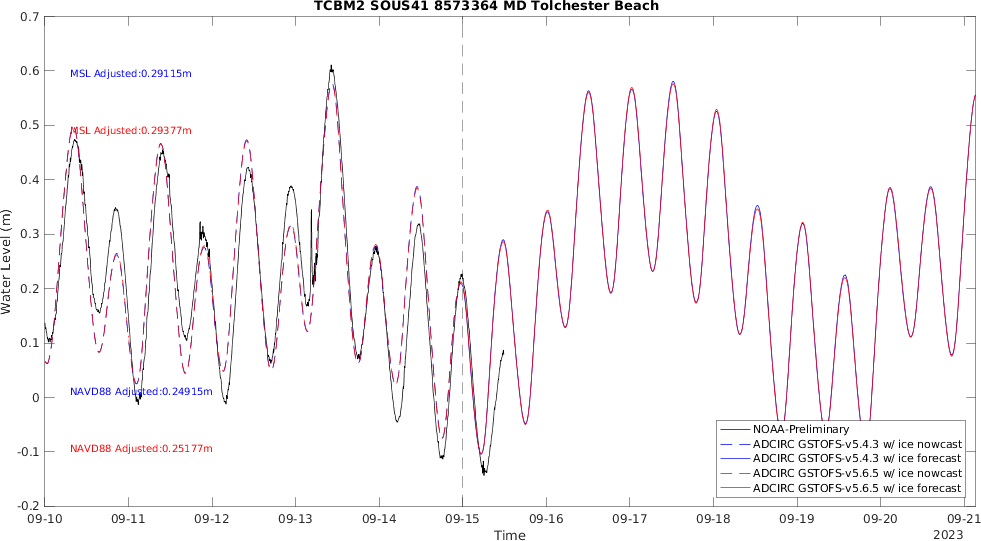 TCBM2 SOUS41 8573364 MD Tolchester Beach
0.7
0.6
0.5
0.4
0.3
0.2
0.1
0
-0.1
-0.2
Water Level (m)
MSL Adjusted:0.29115m
MSL Adjusted:0.29377m
NAVD88 Adjusted:0.24915m
NAVD88 Adjusted:0.25177m
NOAA-Preliminary
ADCIRC GSTOFS-v5.4.3 w/ ice nowcast
ADCIRC GSTOFS-v5.4.3 w/ ice forecast
ADCIRC GSTOFS-v5.6.5 w/ ice nowcast
ADCIRC GSTOFS-v5.6.5 w/ ice forecast
09-10 09-11 09-12 09-13 09-14 09-15 09-16 09-17 09-18 09-19 09-20 09-21
2023
Time